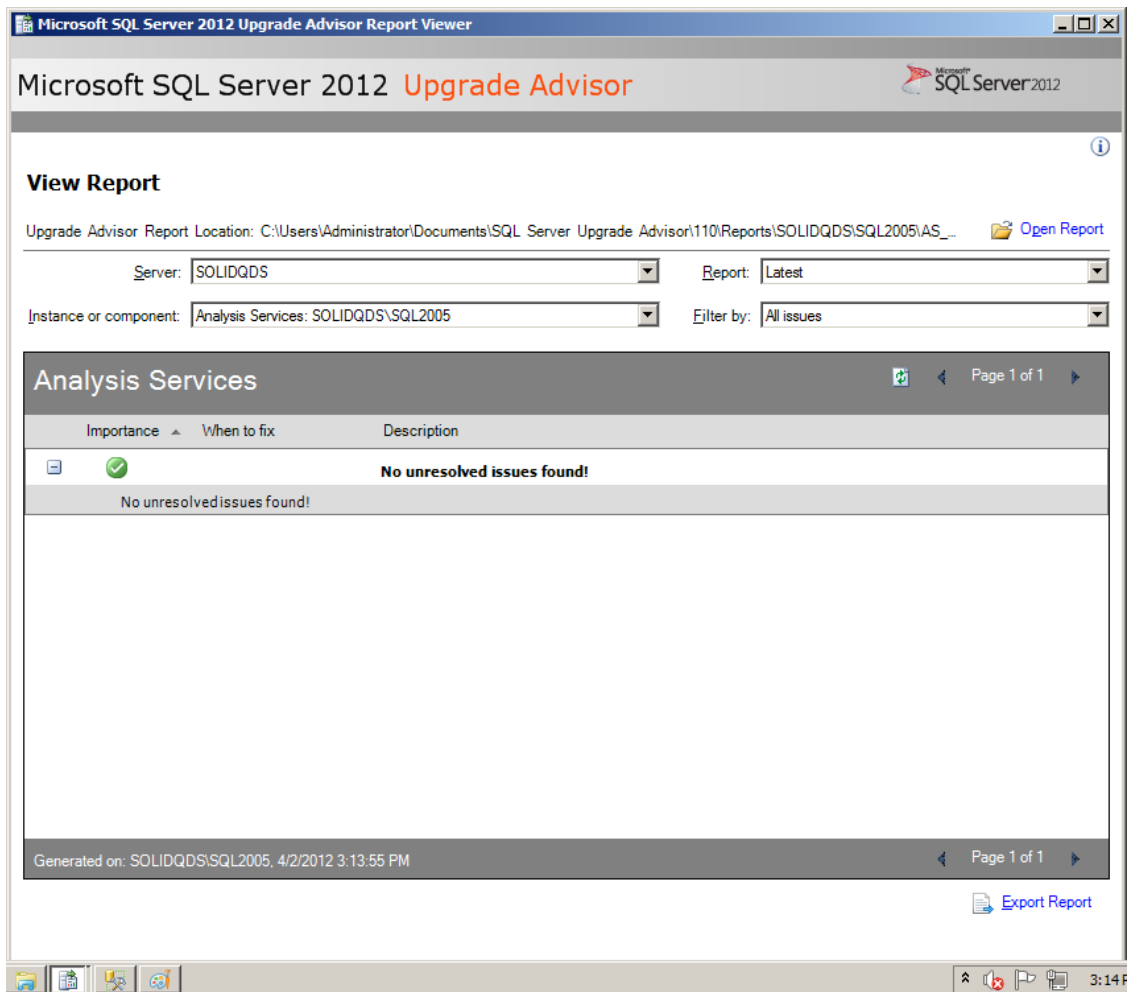 Microsoft SQL Server 2012 Upgrade Advisor Report Viewer
Microsoft SQL Server 2012 Upgrade Advisor
Microsoft SQL Server 2012
View Report
Upgrade Advisor Report Location: C:\Users\Administrator\Documents\SQL Server Upgrade Advisor\110\Reports\SOLIDQDS\SQL2005\AS_... Open Report
Server: SOLIDQDS Report: Latest
Instance or component: Analysis Services: SOLIDQDS\SQL2005 Filter by: All issues
Analysis Services Page 1 of 1
Importance When to fix Description
No unresolved issues found!
No unresolved issues found!
Generated on: SOLIDQDS\SQL2005, 4/2/2012 3:13:55 PM Page 1 of 1
Export Report
3:14 P